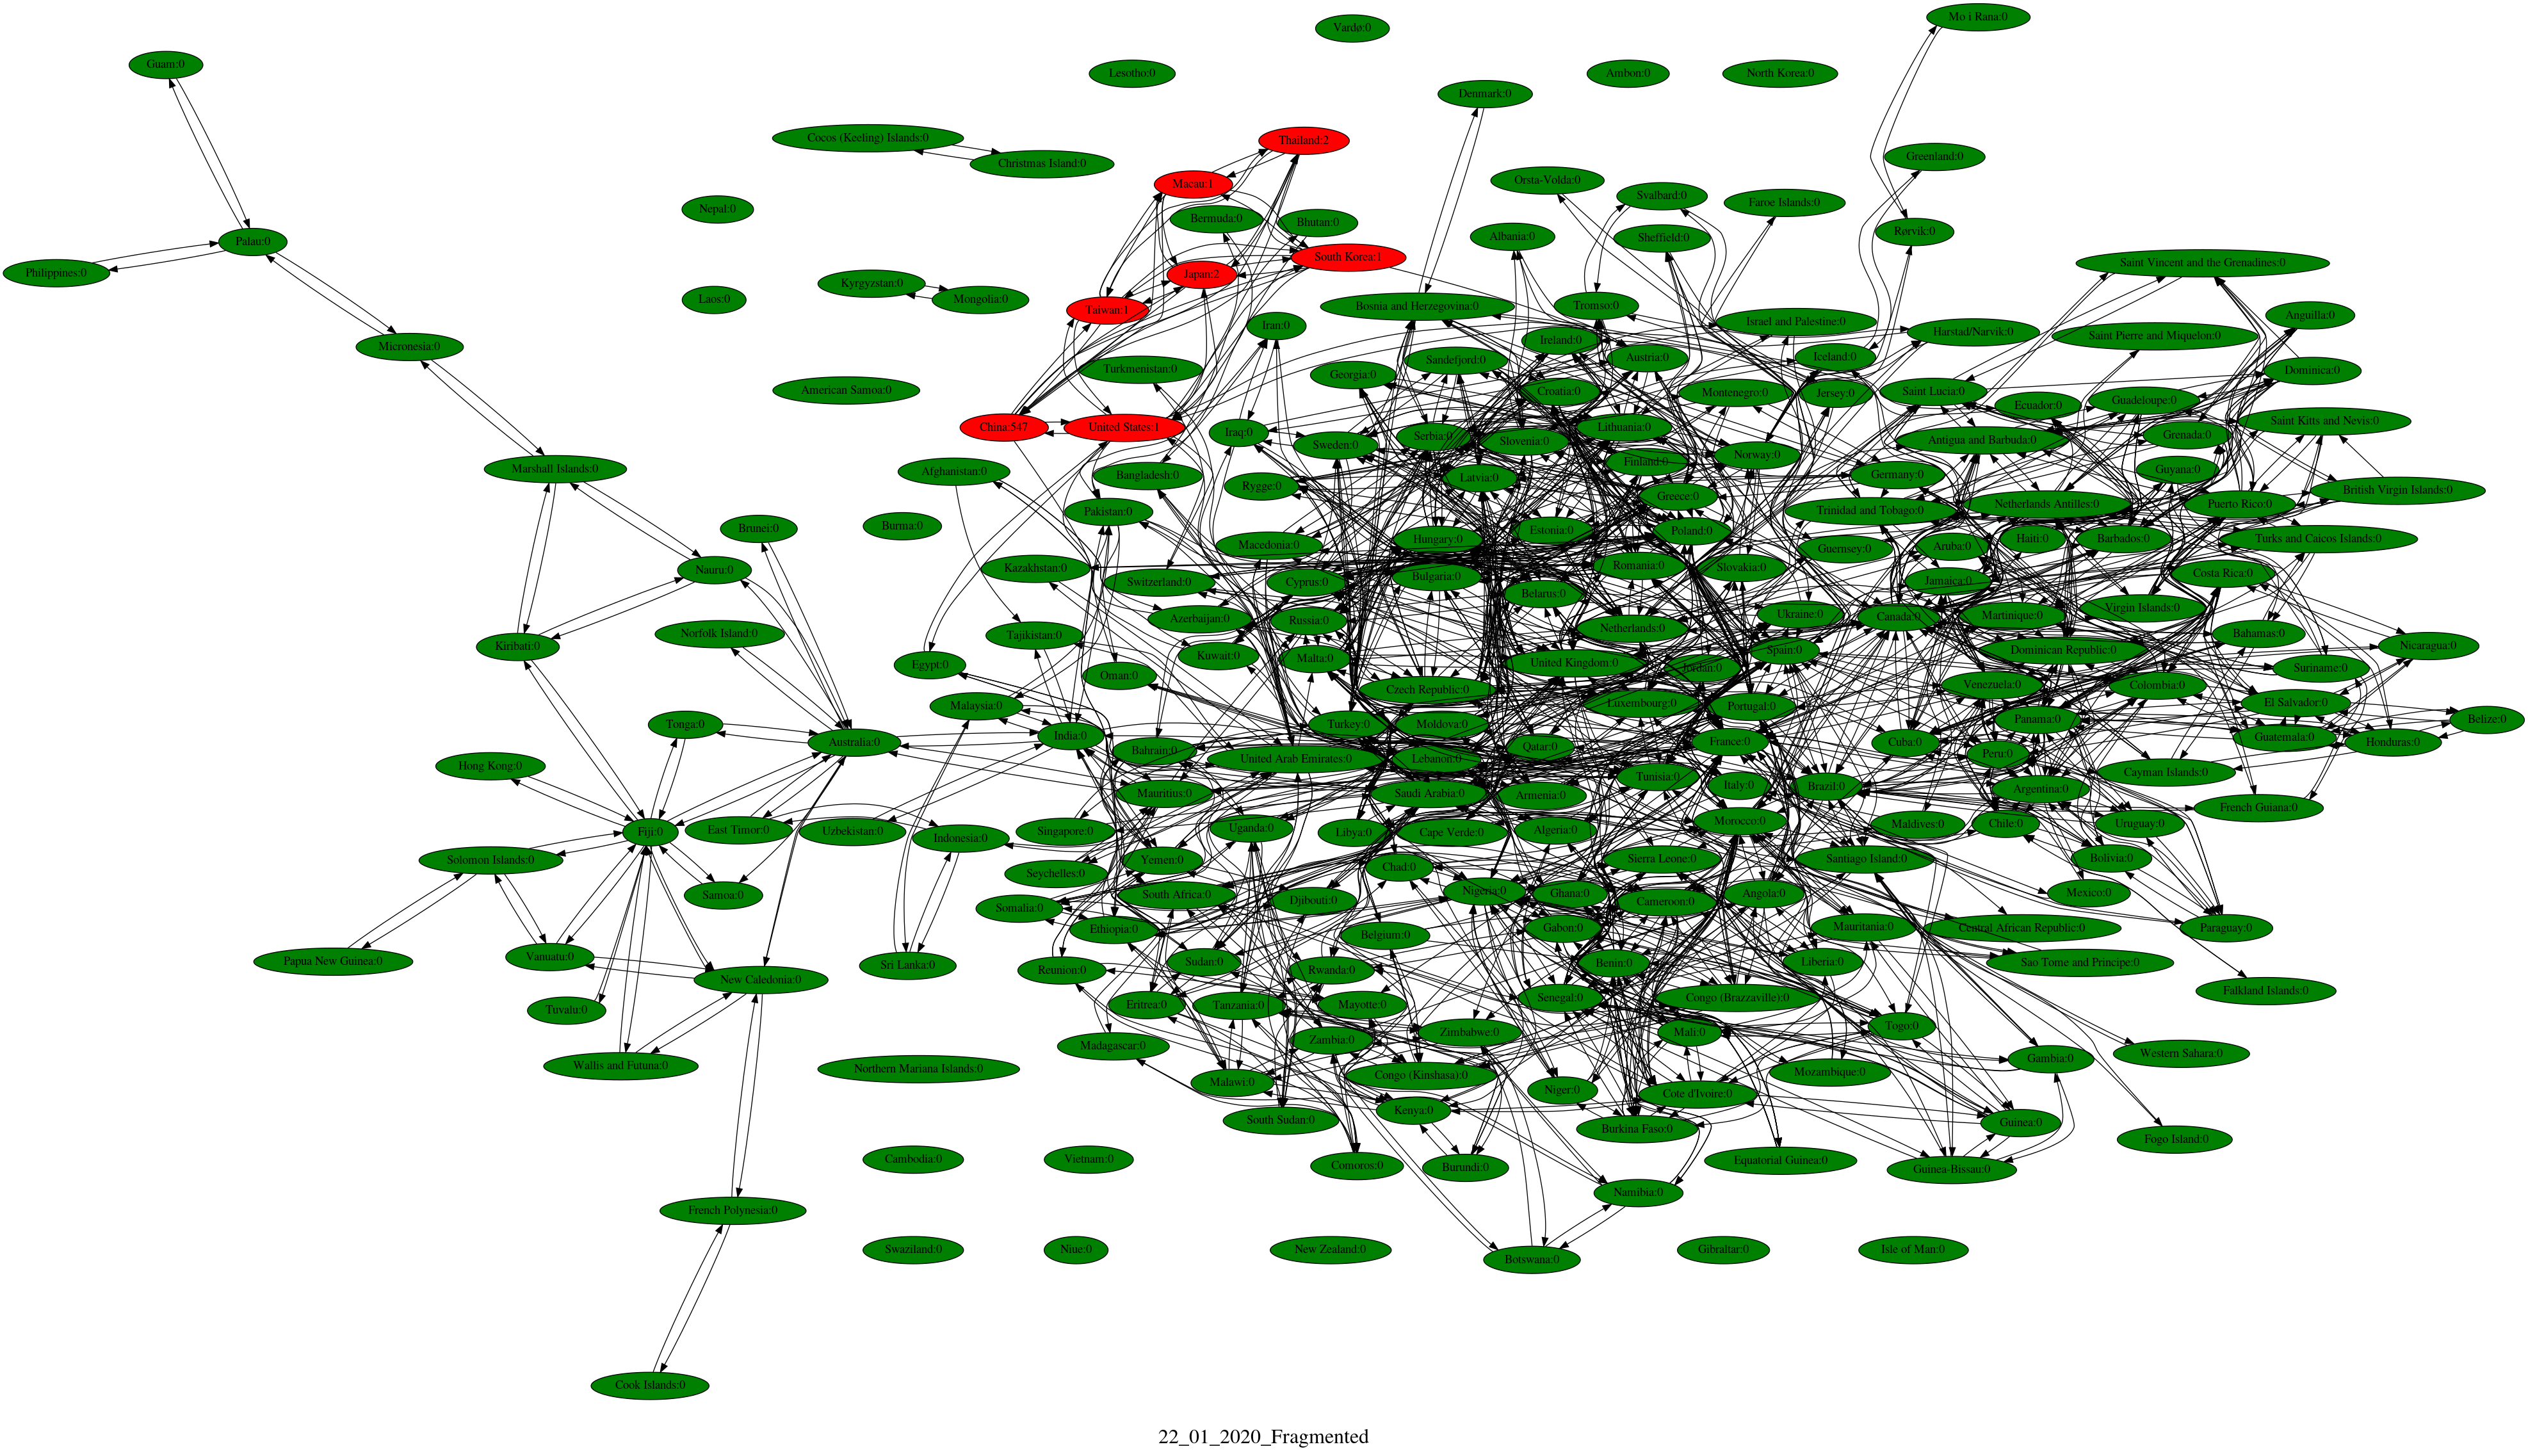 Vardø:0
Mo i Rana:0
Guam:0
Lesotho:0
Ambon:0
North Korea:0
Denmark:0
Cocos (Keeling) Islands:0
Thailand:2
Christmas Island:0
Greenland:0
Macau:1
Orsta-Volda:0
Svalbard:0
Faroe Islands:0
Nepal:0
Bermuda:0
Bhutan:0
Rørvik:0
Palau:0
Albania:0
Sheffield:0
South Korea:1
Saint Vincent and the Grenadines:0
Philippines:0
Japan:2
Kyrgyzstan:0
Mongolia:0
Laos:0
Taiwan:1
Bosnia and Herzegovina:0
Tromso:0
Anguilla:0
Iran:0
Israel and Palestine:0
Harstad/Narvik:0
Saint Pierre and Miquelon:0
Micronesia:0
Ireland:0
Turkmenistan:0
Georgia:0
Sandefjord:0
Austria:0
Iceland:0
Dominica:0
American Samoa:0
Croatia:0
Montenegro:0
Jersey:0
Saint Lucia:0
Ecuador:0
Guadeloupe:0
Saint Kitts and Nevis:0
China:547
United States:1
Iraq:0
Sweden:0
Serbia:0
Slovenia:0
Lithuania:0
Antigua and Barbuda:0
Grenada:0
Marshall Islands:0
Afghanistan:0
Bangladesh:0
Rygge:0
Latvia:0
Finland:0
Norway:0
Germany:0
Guyana:0
British Virgin Islands:0
Pakistan:0
Greece:0
Trinidad and Tobago:0
Netherlands Antilles:0
Puerto Rico:0
Brunei:0
Burma:0
Macedonia:0
Hungary:0
Estonia:0
Poland:0
Guernsey:0
Aruba:0
Haiti:0
Barbados:0
Turks and Caicos Islands:0
Nauru:0
Kazakhstan:0
Switzerland:0
Cyprus:0
Bulgaria:0
Romania:0
Slovakia:0
Jamaica:0
Costa Rica:0
Belarus:0
Azerbaijan:0
Russia:0
Ukraine:0
Canada:0
Martinique:0
Virgin Islands:0
Norfolk Island:0
Tajikistan:0
Netherlands:0
Bahamas:0
Kiribati:0
Egypt:0
Kuwait:0
Malta:0
United Kingdom:0
Jordan:0
Spain:0
Dominican Republic:0
Nicaragua:0
Oman:0
Czech Republic:0
Suriname:0
Malaysia:0
Luxembourg:0
Portugal:0
Venezuela:0
Colombia:0
El Salvador:0
Tonga:0
Turkey:0
Moldova:0
Panama:0
Belize:0
Australia:0
India:0
Bahrain:0
Qatar:0
France:0
Cuba:0
Peru:0
Guatemala:0
Honduras:0
Hong Kong:0
United Arab Emirates:0
Lebanon:0
Tunisia:0
Cayman Islands:0
Mauritius:0
Saudi Arabia:0
Armenia:0
Italy:0
Brazil:0
Argentina:0
French Guiana:0
Fiji:0
East Timor:0
Uzbekistan:0
Indonesia:0
Singapore:0
Uganda:0
Libya:0
Cape Verde:0
Algeria:0
Morocco:0
Maldives:0
Chile:0
Uruguay:0
Solomon Islands:0
Seychelles:0
Yemen:0
Chad:0
Sierra Leone:0
Santiago Island:0
Bolivia:0
Samoa:0
South Africa:0
Nigeria:0
Ghana:0
Angola:0
Mexico:0
Somalia:0
Djibouti:0
Cameroon:0
Ethiopia:0
Belgium:0
Gabon:0
Mauritania:0
Central African Republic:0
Paraguay:0
Papua New Guinea:0
Vanuatu:0
Sri Lanka:0
Reunion:0
Sudan:0
Rwanda:0
Benin:0
Liberia:0
Sao Tome and Principe:0
New Caledonia:0
Falkland Islands:0
Tuvalu:0
Eritrea:0
Tanzania:0
Mayotte:0
Senegal:0
Congo (Brazzaville):0
Madagascar:0
Zambia:0
Zimbabwe:0
Mali:0
Togo:0
Wallis and Futuna:0
Northern Mariana Islands:0
Malawi:0
Congo (Kinshasa):0
Mozambique:0
Gambia:0
Western Sahara:0
Niger:0
Cote d'Ivoire:0
South Sudan:0
Kenya:0
Burkina Faso:0
Guinea:0
Fogo Island:0
Cambodia:0
Vietnam:0
Comoros:0
Burundi:0
Equatorial Guinea:0
Guinea-Bissau:0
Namibia:0
French Polynesia:0
Swaziland:0
Niue:0
New Zealand:0
Botswana:0
Gibraltar:0
Isle of Man:0
Cook Islands:0
22_01_2020_Fragmented